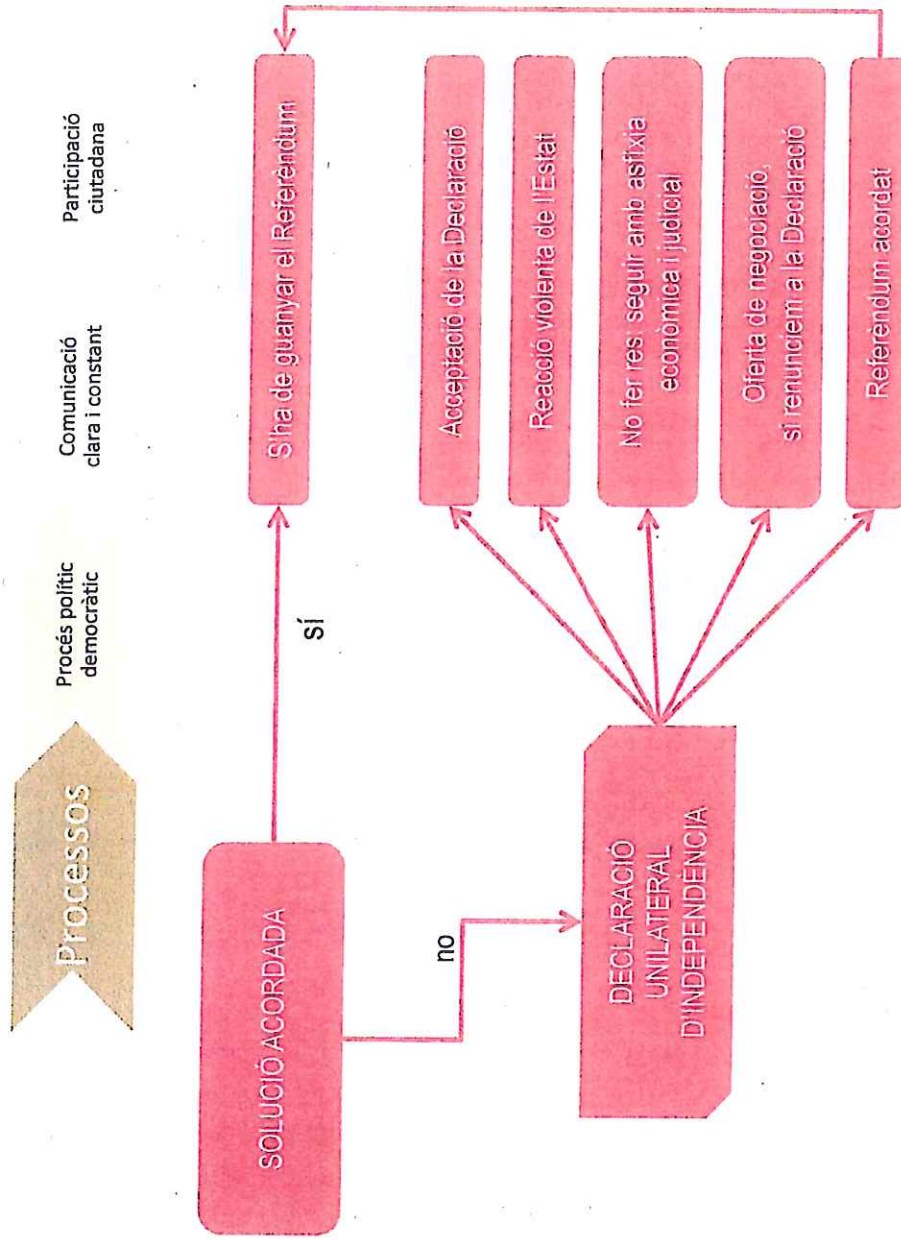 Processos
Procés polític
democràtic
Comunicació
clara i constant
Participació
ciutadana
SOLUCIÓ ACORDADA
sí
S'ha de guanyar el Referèndum
no
DECLARACIÓ
UNILATERAL
D'INDEPENDÈNCIA
Acceptació de la Declaració
Reacció violenta de l'Estat
No fer res: seguir amb asfíxia
econòmica i judicial
Oferta de negociació,
si renunciem a la Declaració
Referèndum acordat